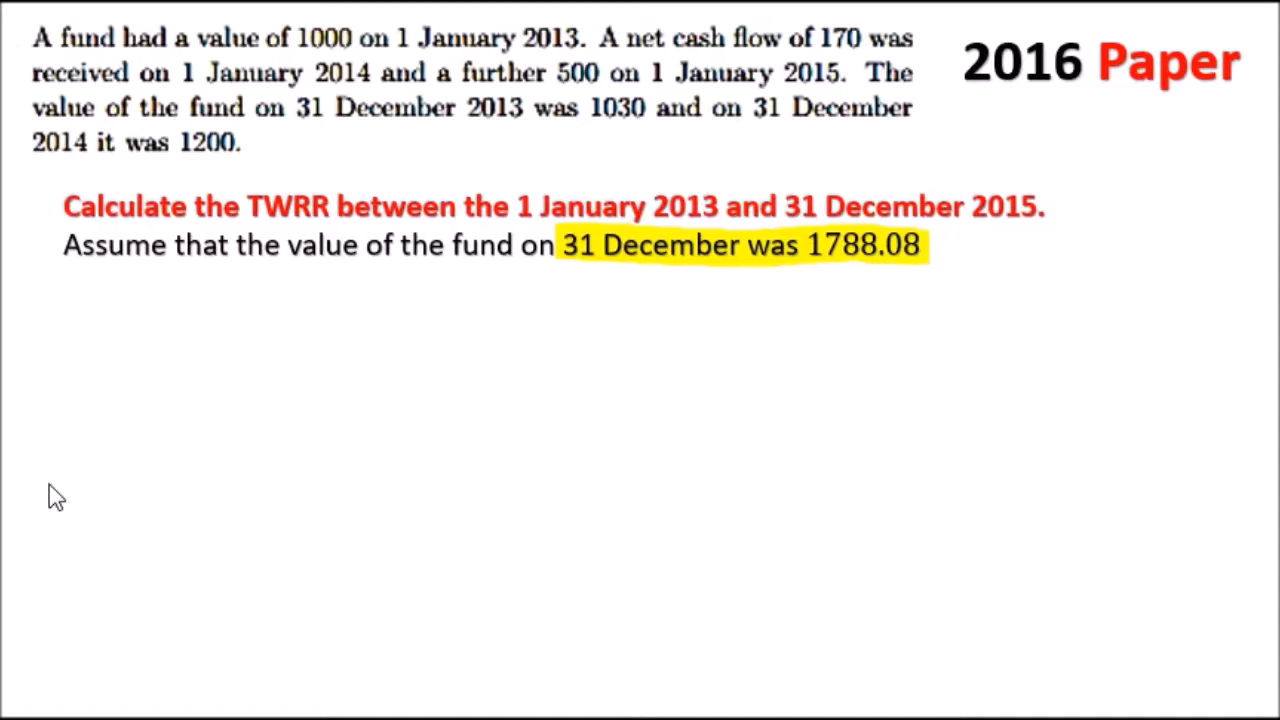 A fund had a value of 1000 on 1 January 2013. A net cash flow of 170 was
received on 1 January 2014 and a further 500 on 1 January 2015. The
value of the fund on 31 December 2013 was 1030 and on 31 December
2014 it was 1200.
2016 Paper
Calculate the TWRR between the 1 January 2013 and 31 December 2015.
Assume that the value of the fund on 31 December was 1788.08